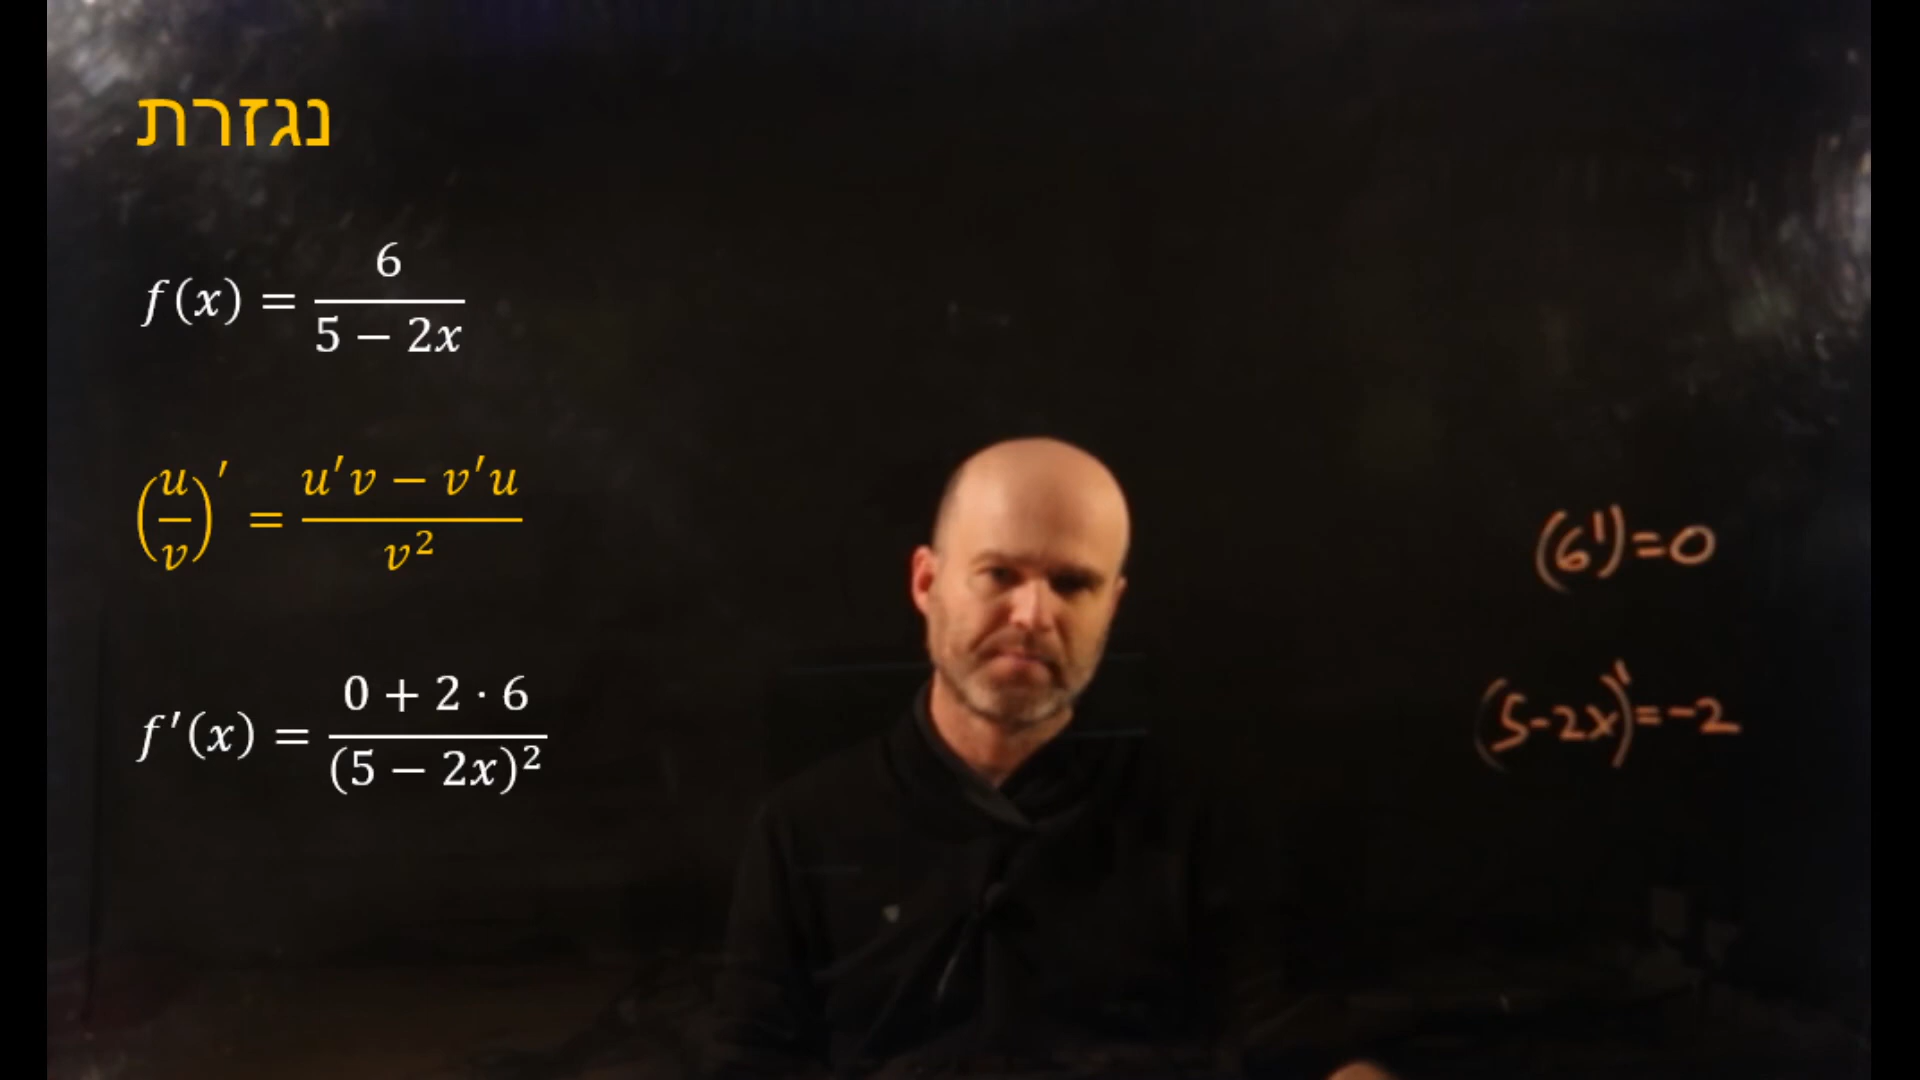 נגזרת
f(x) = 6 / (5 − 2x)
(u/v)′ = (u′v − v′u) / v²
(6')=0
f′(x) = (0 + 2 · 6) / (5 − 2x)²
(5-2x)'=-2